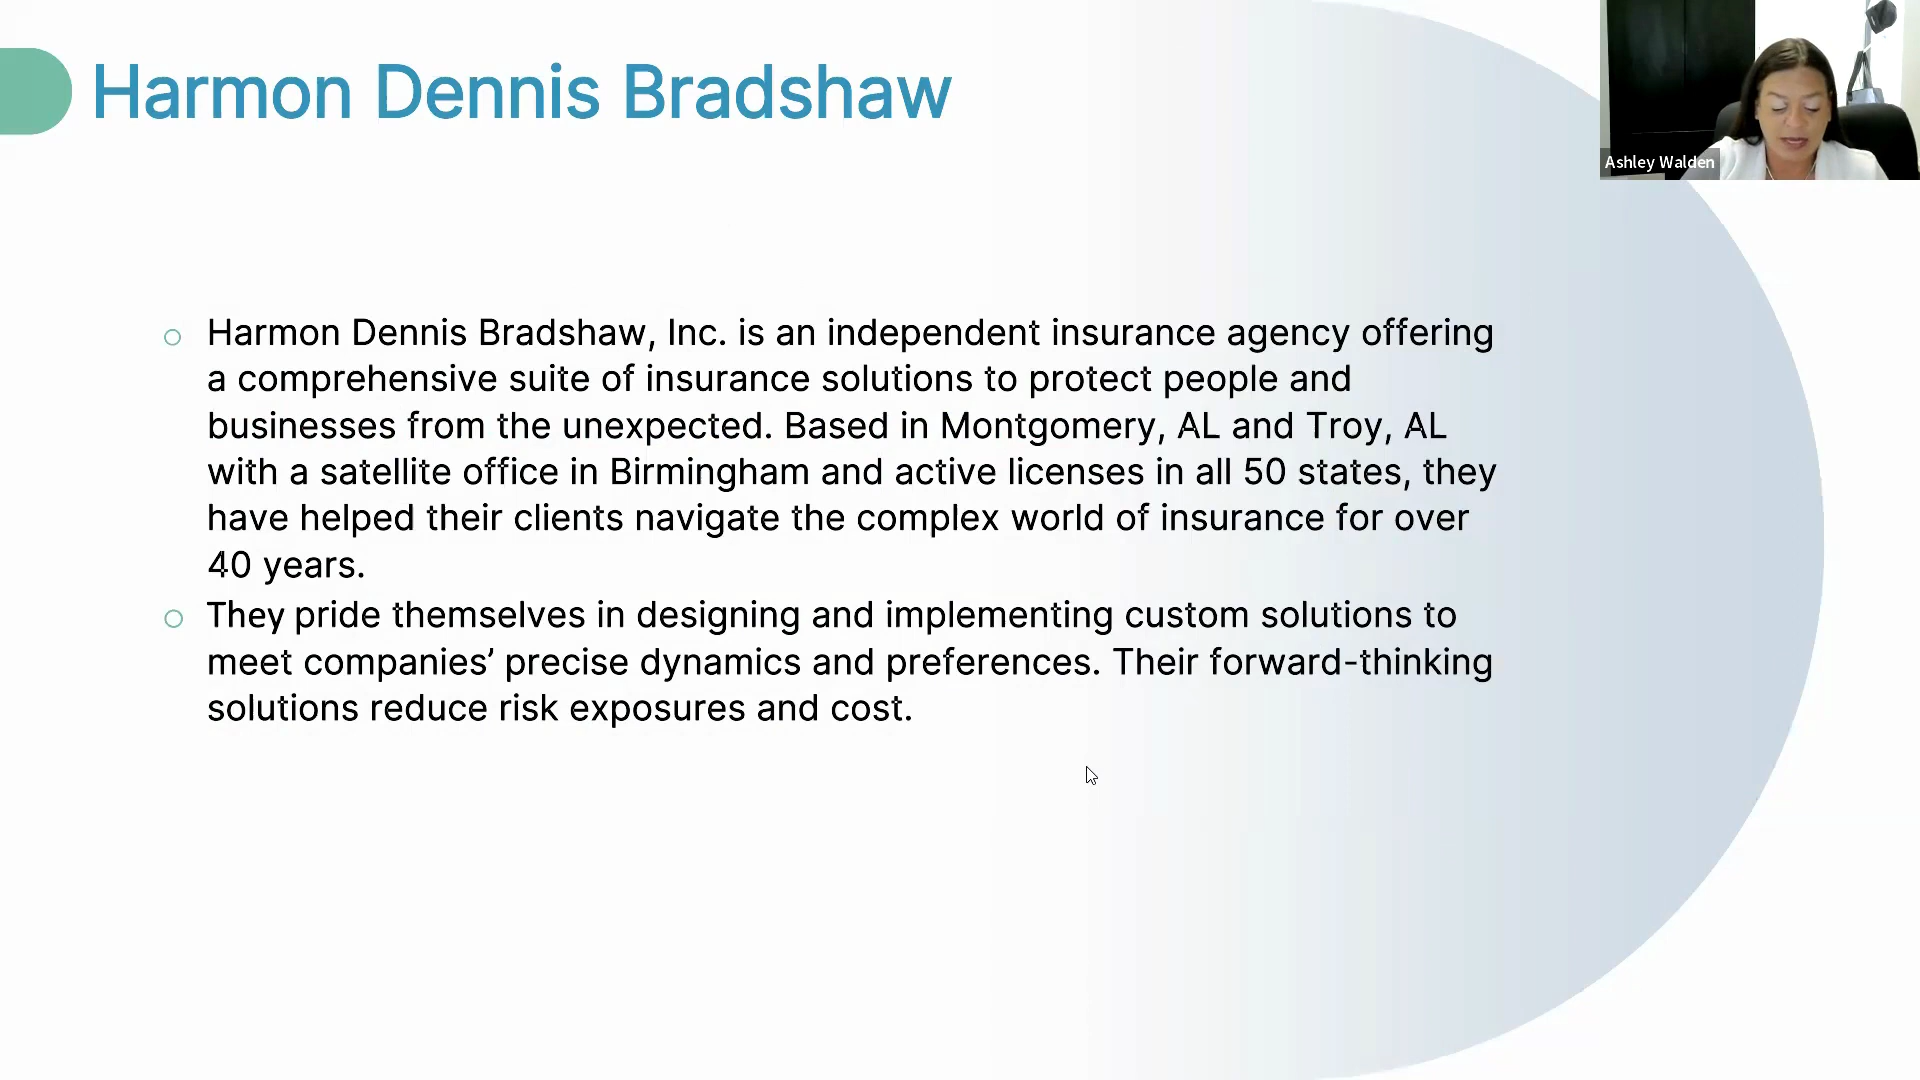 Harmon Dennis Bradshaw
Ashley Walden
Harmon Dennis Bradshaw, Inc. is an independent insurance agency offering
a comprehensive suite of insurance solutions to protect people and
businesses from the unexpected. Based in Montgomery, AL and Troy, AL
with a satellite office in Birmingham and active licenses in all 50 states, they
have helped their clients navigate the complex world of insurance for over
40 years.
They pride themselves in designing and implementing custom solutions to
meet companies’ precise dynamics and preferences. Their forward-thinking
solutions reduce risk exposures and cost.